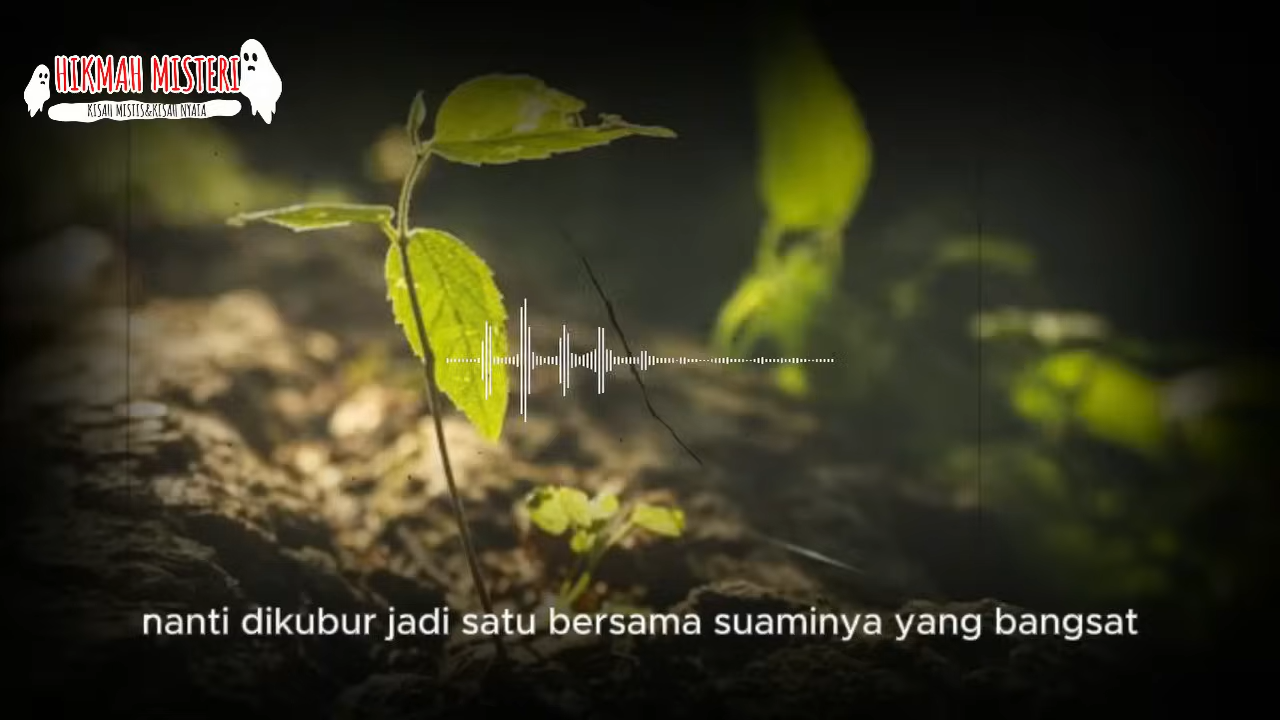 HIKMAH MISTERI
KISAH MISTIS&KISAH NYATA
nanti dikubur jadi satu bersama suaminya yang bangsat